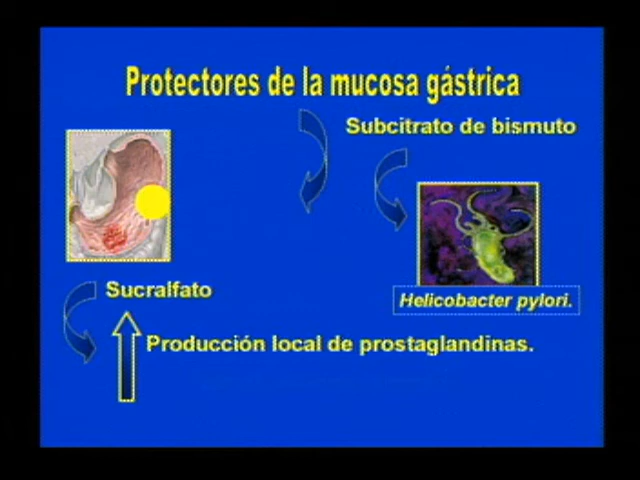 Protectores de la mucosa gástrica
Subcitrato de bismuto
Helicobacter pylori.
Sucralfato
Producción local de prostaglandinas.